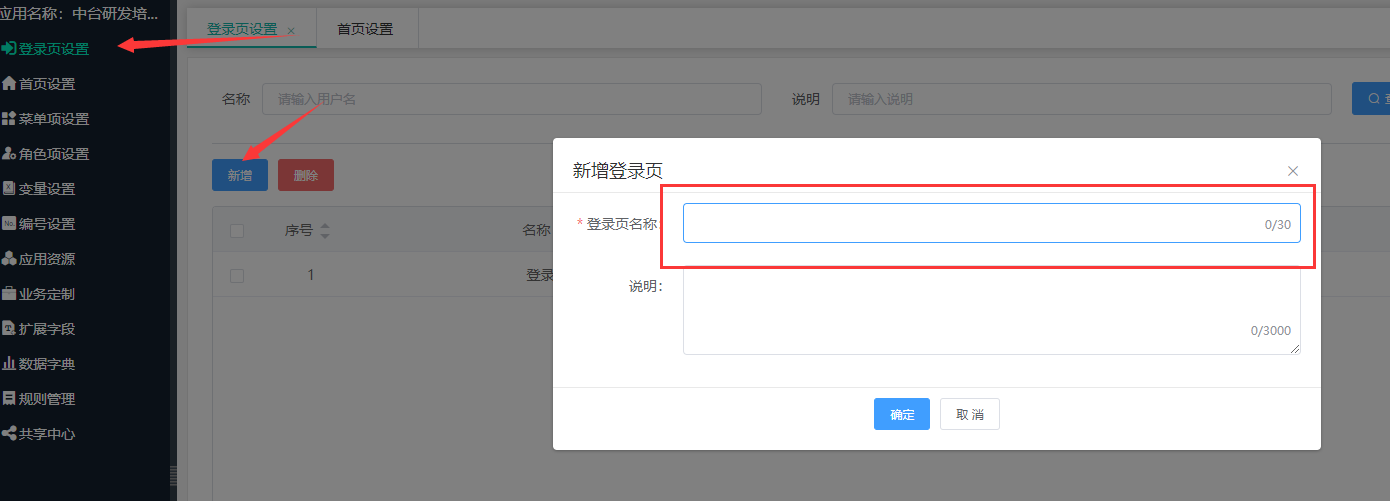 应用名称：中台研发培...
登录页设置
首页设置
菜单项设置
角色项设置
变量设置
编号设置
应用资源
业务定制
扩展字段
数据字典
规则管理
共享中心
登录页设置
首页设置
名称 请输入用户名 说明 请输入说明
新增 删除
序号 名称
1 登录
新增登录页
* 登录页名称: 0/30
说明: 0/3000
确定 取 消